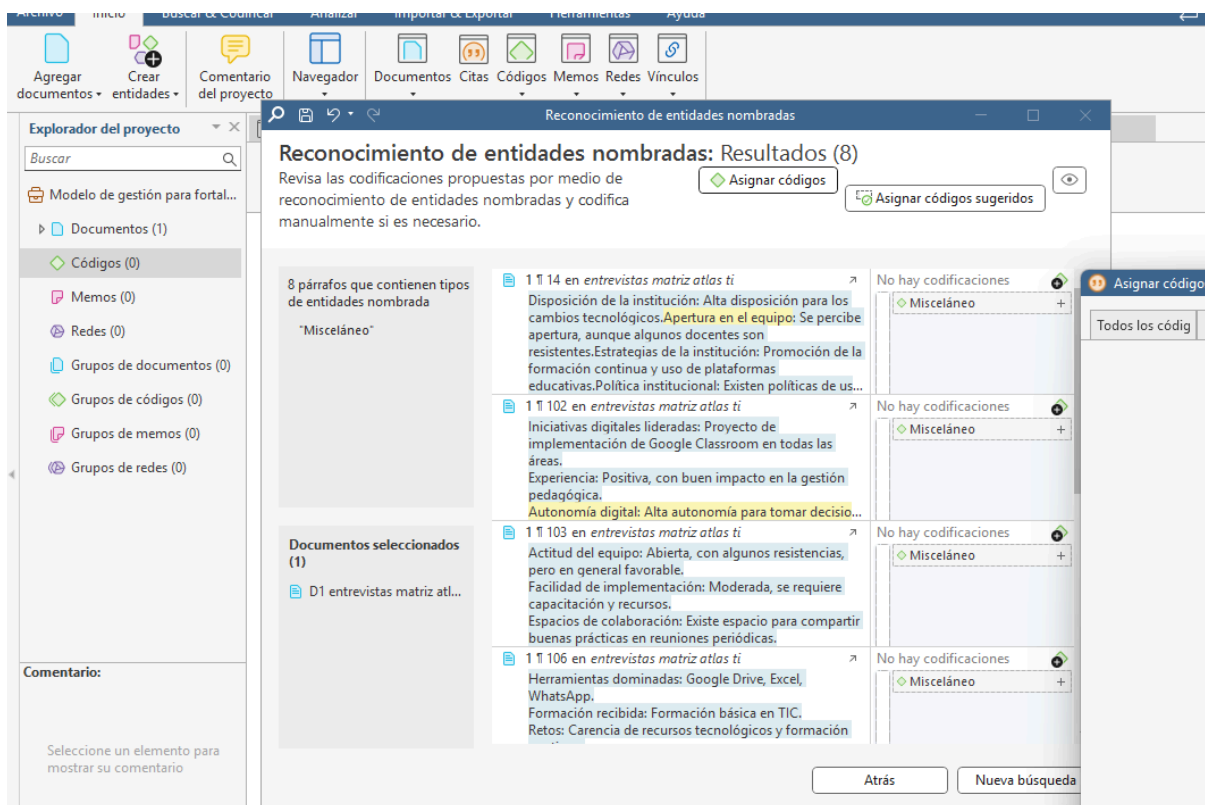 Archivo Inicio Buscar & Codificar Analizar Importar & Exportar Herramientas Ayuda
Agregar documentos
Crear entidades
Comentario del proyecto
Navegador
Documentos Citas Códigos Memos Redes Vínculos
Explorador del proyecto
Buscar
Modelo de gestión para fortal...
Documentos (1)
Códigos (0)
Memos (0)
Redes (0)
Grupos de documentos (0)
Grupos de códigos (0)
Grupos de memos (0)
Grupos de redes (0)
Comentario:
Seleccione un elemento para
mostrar su comentario
Reconocimiento de entidades nombradas
Reconocimiento de entidades nombradas: Resultados (8)
Revisa las codificaciones propuestas por medio de
reconocimiento de entidades nombradas y codifica
manualmente si es necesario.
Asignar códigos
Asignar códigos sugeridos
8 párrafos que contienen tipos
de entidades nombrada
"Misceláneo"
Documentos seleccionados
(1)
D1 entrevistas matriz atl...
1 ¶ 14 en entrevistas matriz atlas ti
Disposición de la institución: Alta disposición para los
cambios tecnológicos.Apertura en el equipo: Se percibe
apertura, aunque algunos docentes son
resistentes.Estrategias de la institución: Promoción de la
formación continua y uso de plataformas
educativas.Política institucional: Existen políticas de us...
No hay codificaciones
Misceláneo +
1 ¶ 102 en entrevistas matriz atlas ti
Iniciativas digitales lideradas: Proyecto de
implementación de Google Classroom en todas las
áreas.
Experiencia: Positiva, con buen impacto en la gestión
pedagógica.
Autonomía digital: Alta autonomía para tomar decisio...
No hay codificaciones
Misceláneo +
1 ¶ 103 en entrevistas matriz atlas ti
Actitud del equipo: Abierta, con algunos resistencias,
pero en general favorable.
Facilidad de implementación: Moderada, se requiere
capacitación y recursos.
Espacios de colaboración: Existe espacio para compartir
buenas prácticas en reuniones periódicas.
No hay codificaciones
Misceláneo +
1 ¶ 106 en entrevistas matriz atlas ti
Herramientas dominadas: Google Drive, Excel,
WhatsApp.
Formación recibida: Formación básica en TIC.
Retos: Carencia de recursos tecnológicos y formación
No hay codificaciones
Misceláneo +
Atrás
Nueva búsqueda
Asignar código
Todos los códig